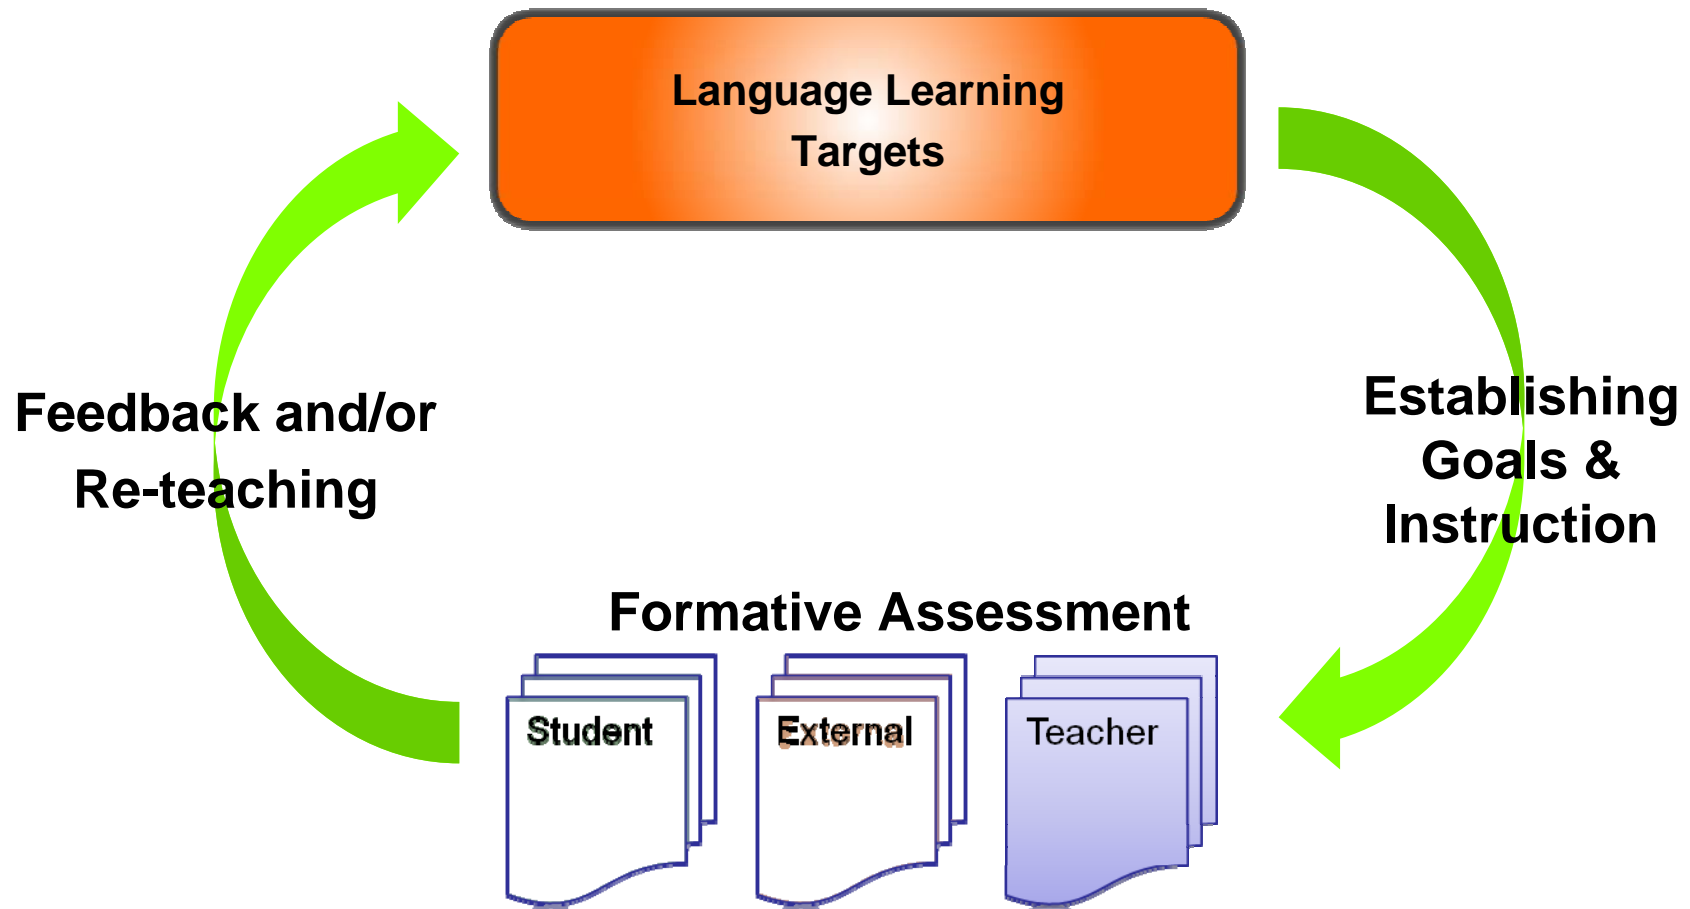 Language Learning
Targets
Feedback and/or
Re-teaching
Establishing
Goals &
Instruction
Formative Assessment
Student
External
Teacher